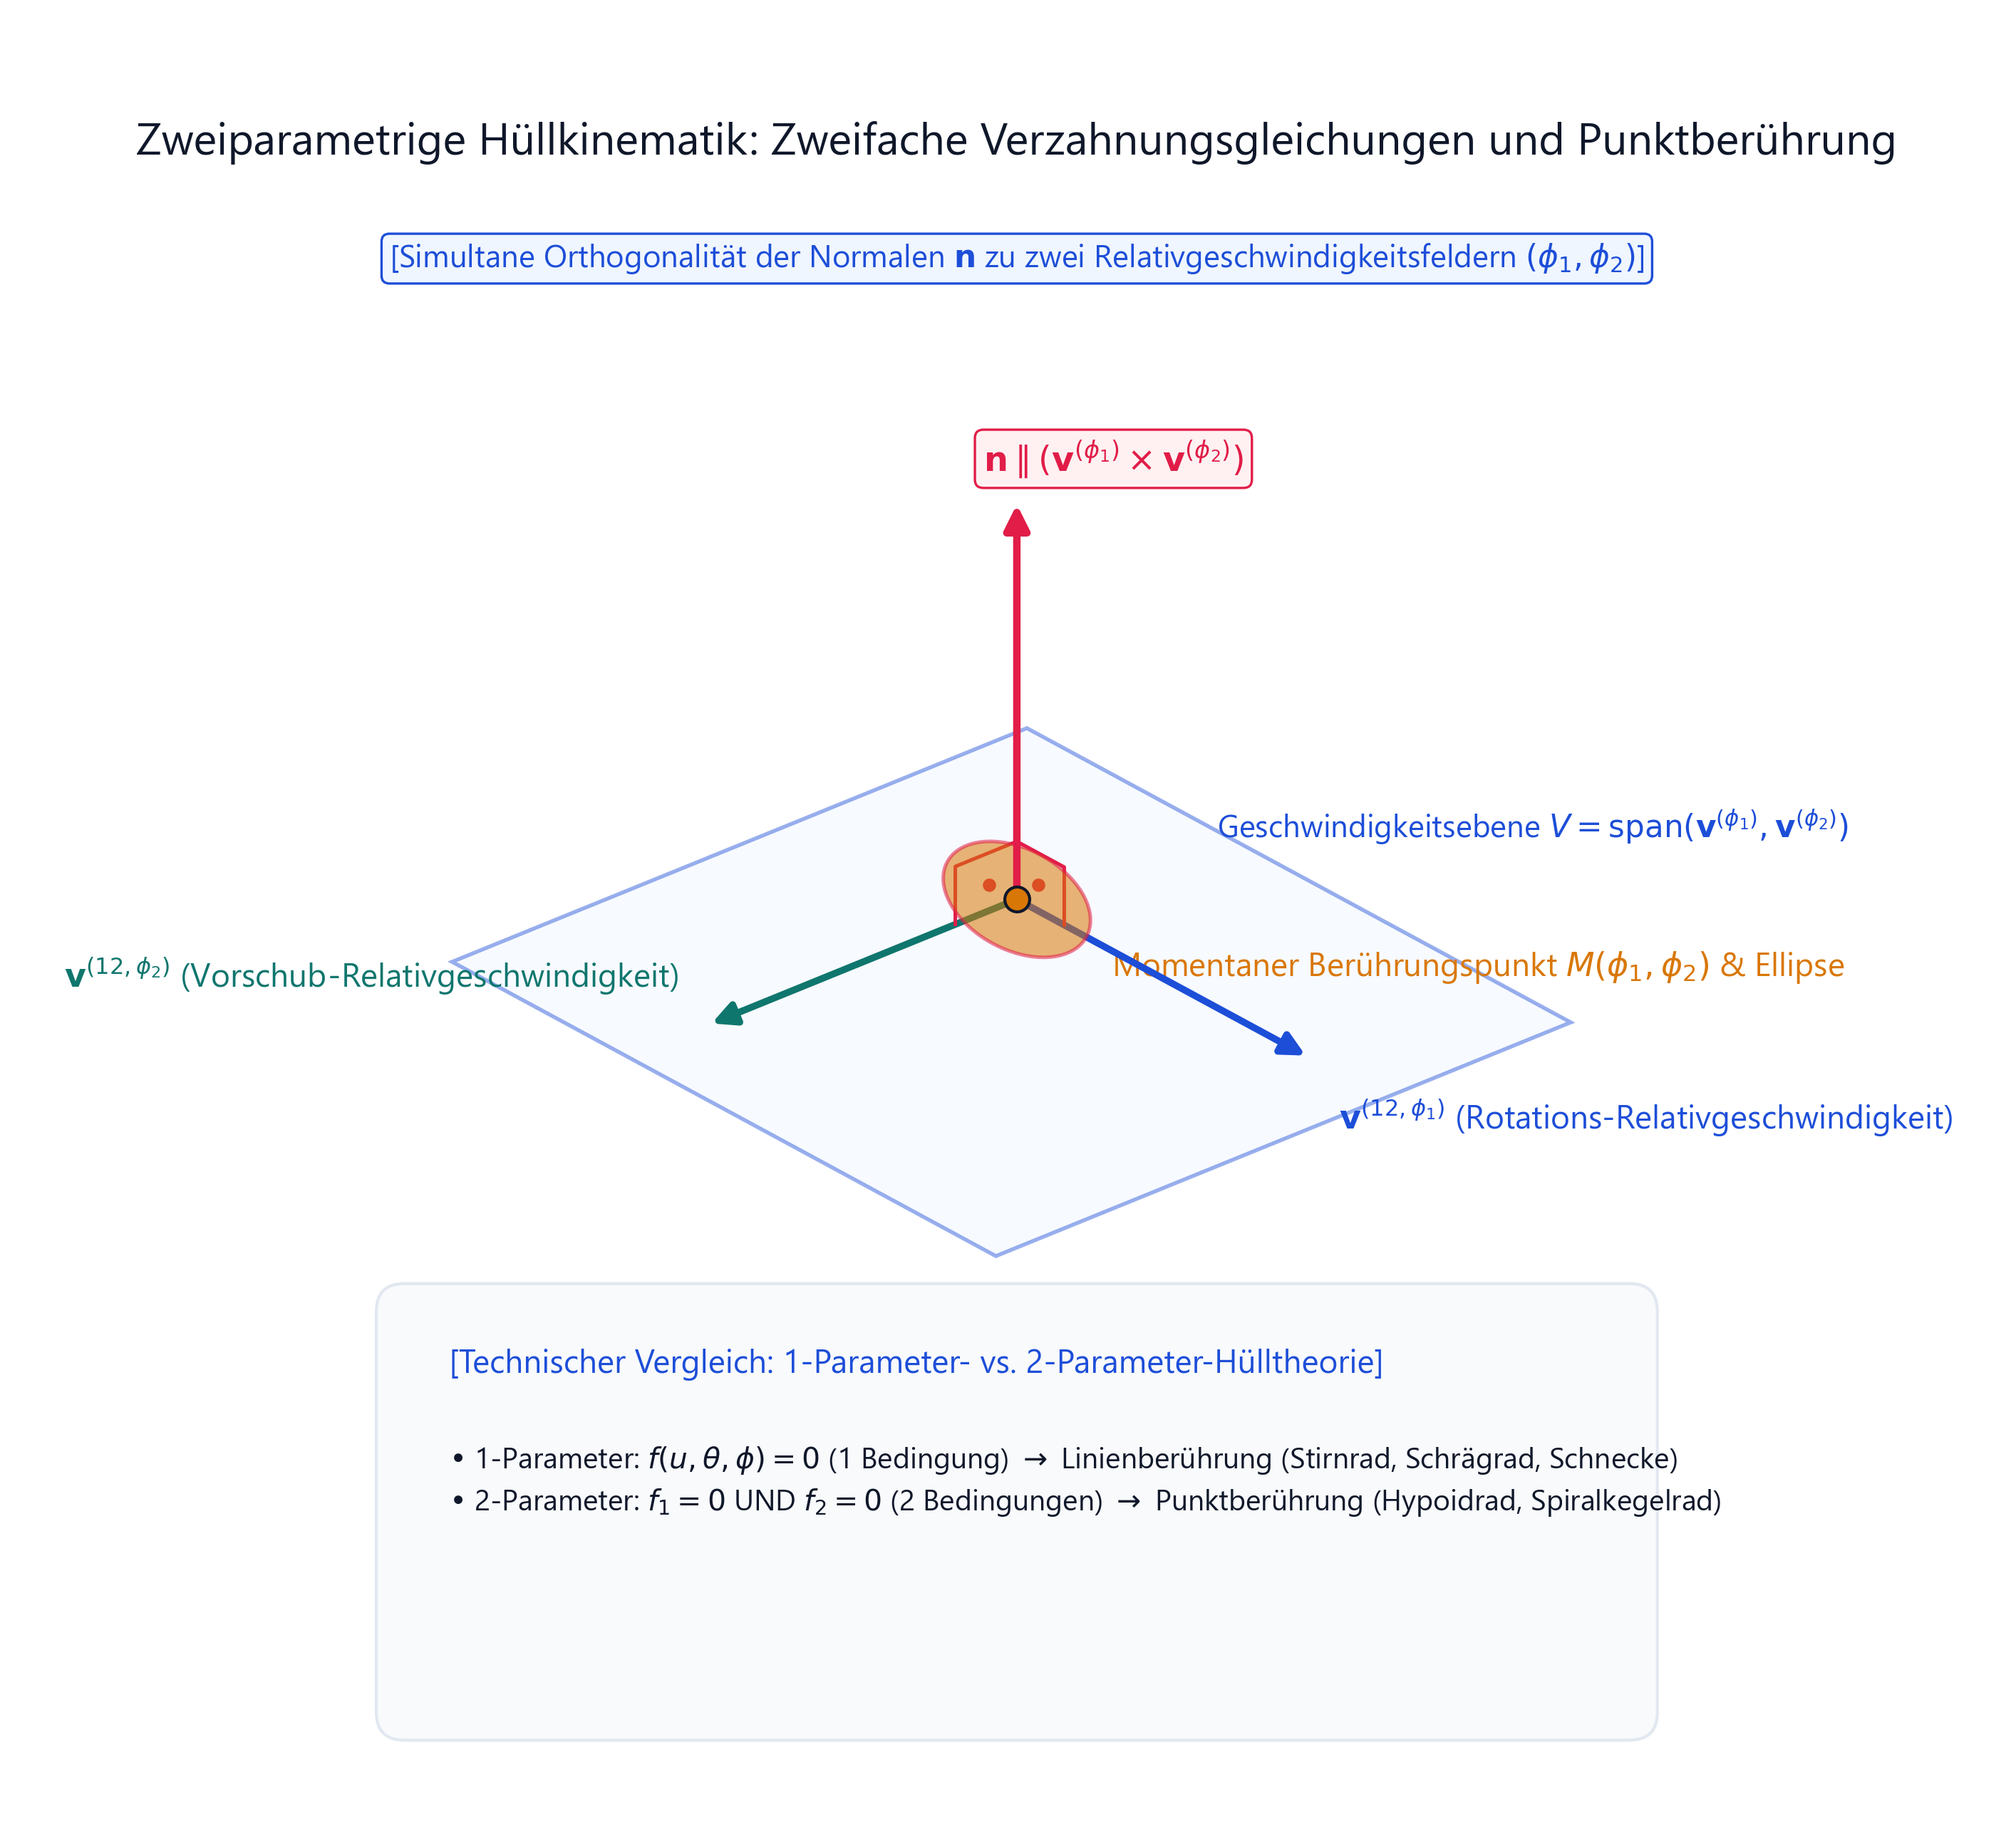 Zweiparametrige Hüllkinematik: Zweifache Verzahnungsgleichungen und Punktberührung
[Simultane Orthogonalität der Normalen n zu zwei Relativgeschwindigkeitsfeldern (ϕ₁, ϕ₂)]
n ∥ (v^(ϕ₁) × v^(ϕ₂))
Geschwindigkeitsebene V = span(v^(ϕ₁), v^(ϕ₂))
v^(12, ϕ₂) (Vorschub-Relativgeschwindigkeit)
Momentaner Berührungspunkt M(ϕ₁, ϕ₂) & Ellipse
v^(12, ϕ₁) (Rotations-Relativgeschwindigkeit)
[Technischer Vergleich: 1-Parameter- vs. 2-Parameter-Hülltheorie]
• 1-Parameter: f(u, θ, ϕ) = 0 (1 Bedingung) → Linienberührung (Stirnrad, Schrägrad, Schnecke)
• 2-Parameter: f₁ = 0 UND f₂ = 0 (2 Bedingungen) → Punktberührung (Hypoidrad, Spiralkegelrad)